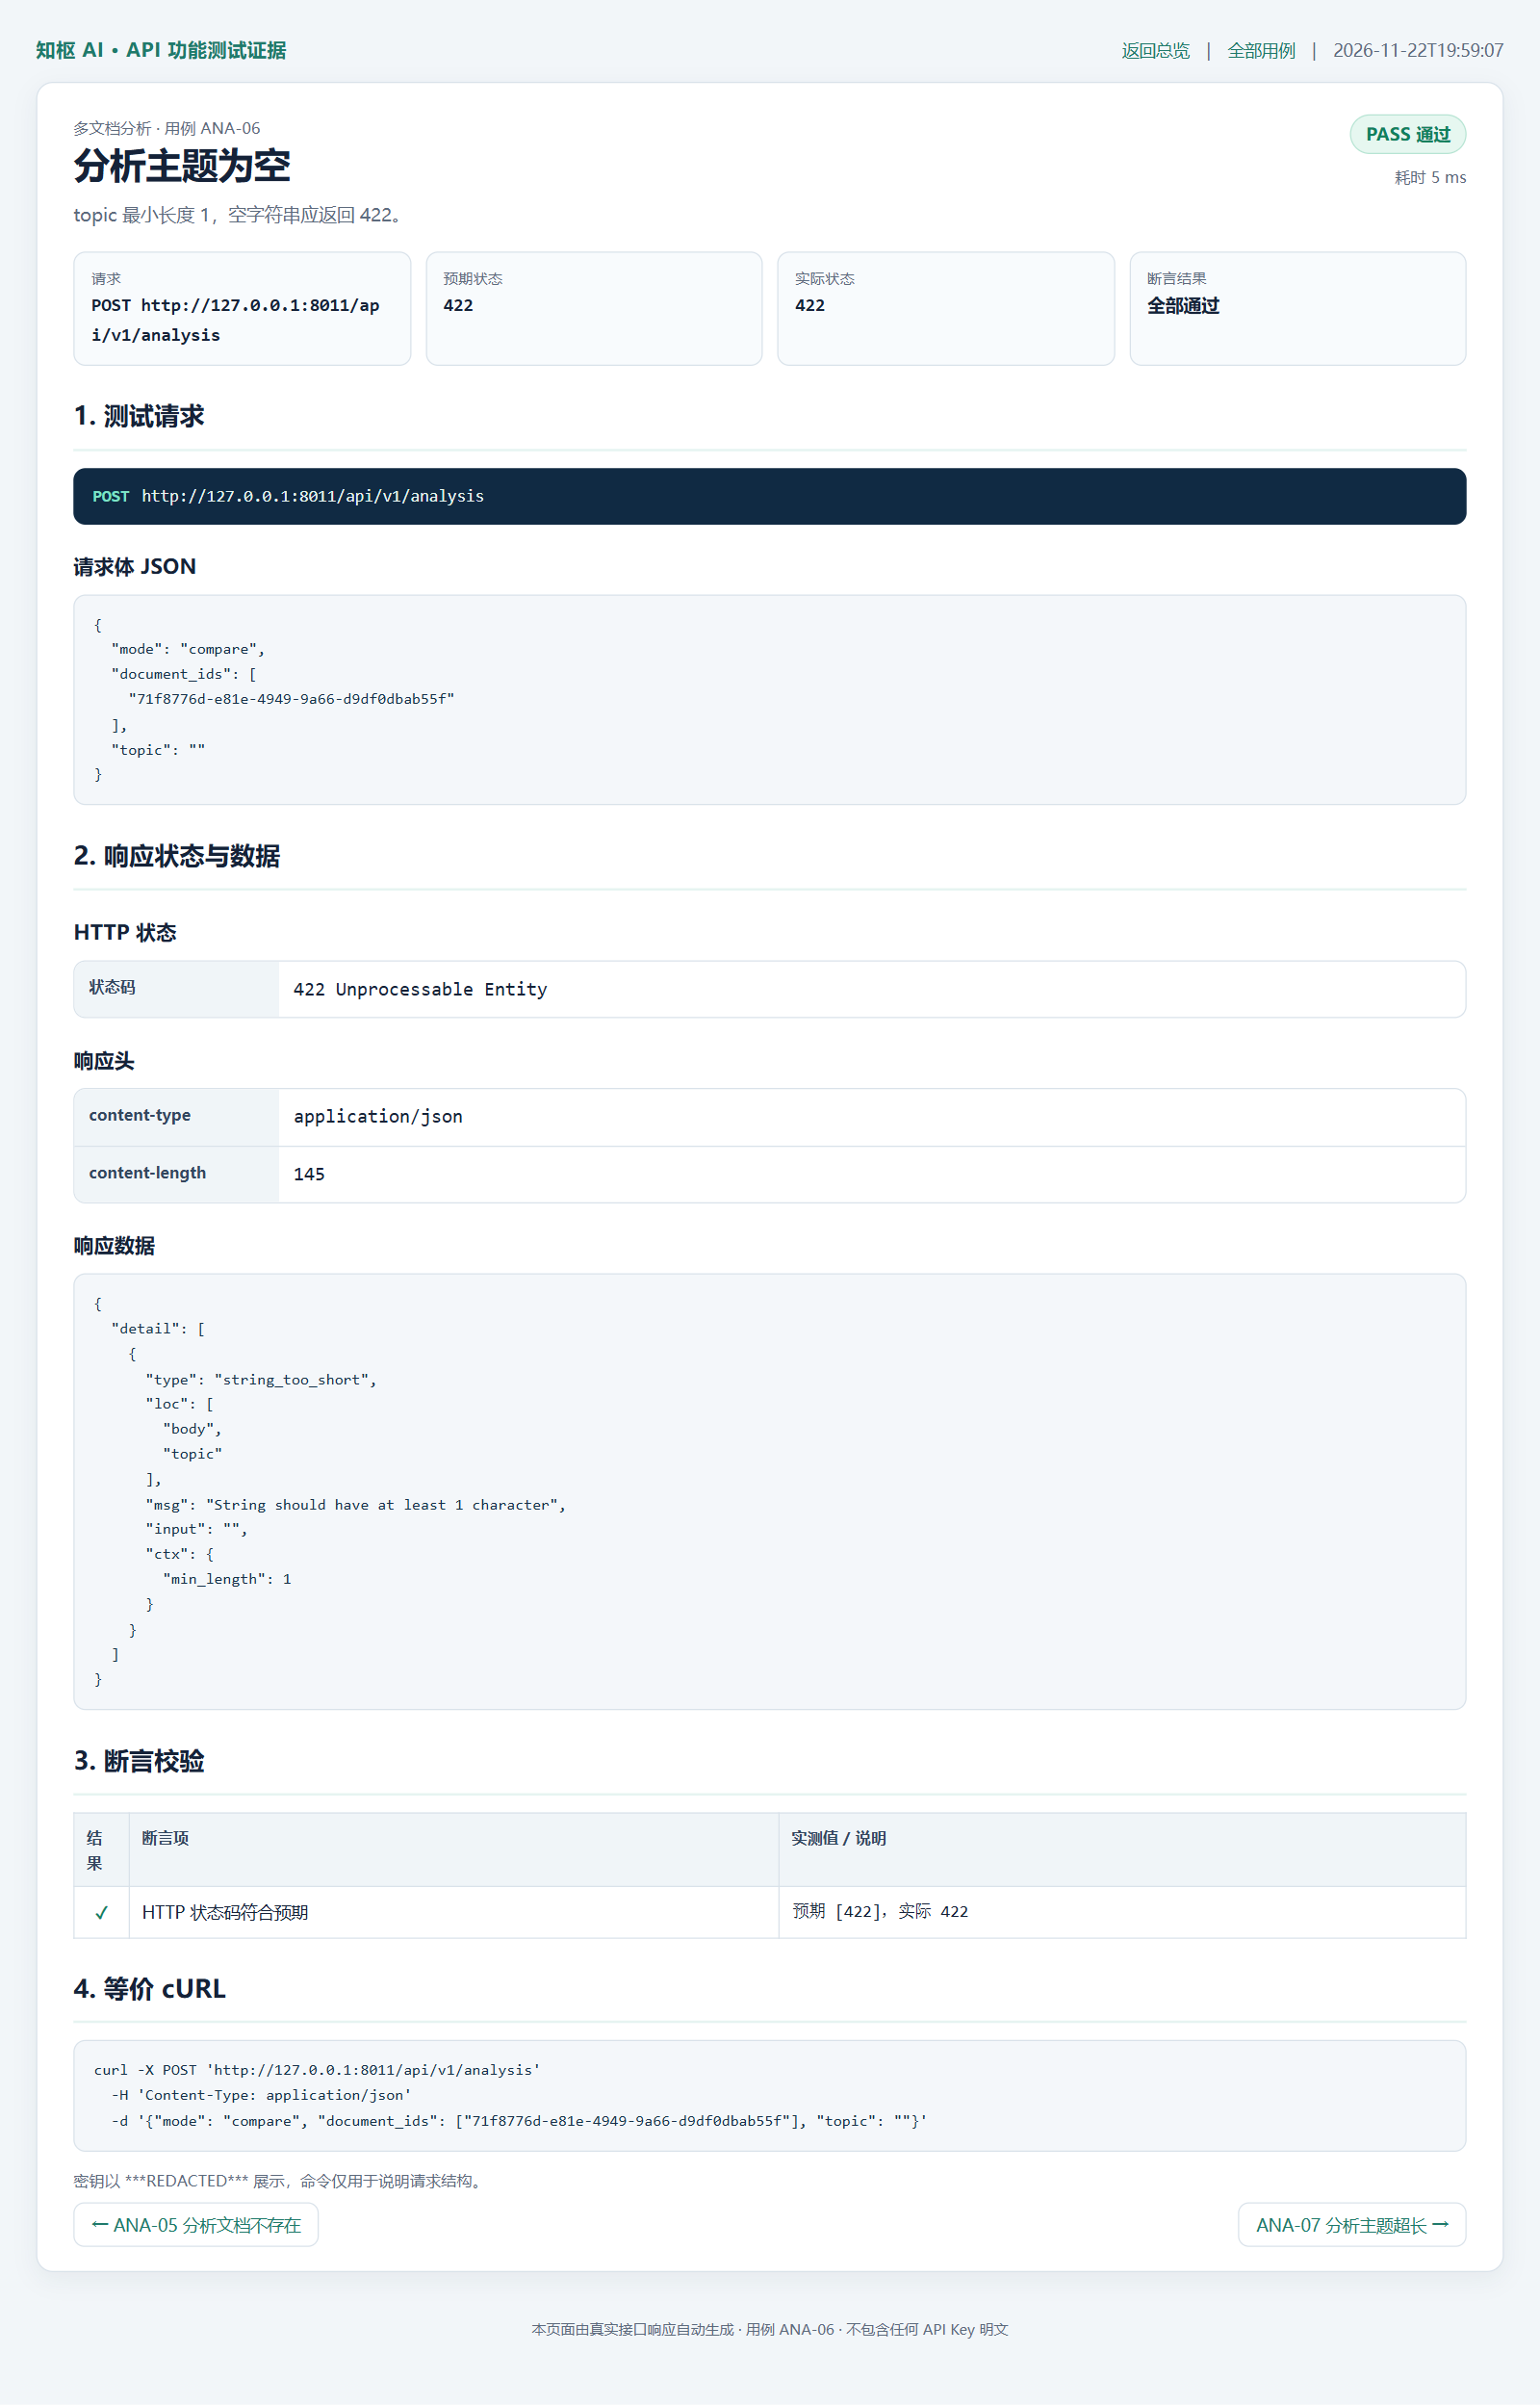 知枢 AI • API 功能测试证据
返回总览 | 全部用例 | 2026-11-22T19:59:07
多文档分析 · 用例 ANA-06
PASS 通过
分析主题为空
耗时 5 ms
topic 最小长度 1，空字符串应返回 422。
请求
POST http://127.0.0.1:8011/ap
i/v1/analysis
预期状态
422
实际状态
422
断言结果
全部通过
1. 测试请求
POST http://127.0.0.1:8011/api/v1/analysis
请求体 JSON
{
  "mode": "compare",
  "document_ids": [
    "71f8776d-e81e-4949-9a66-d9df0dbab55f"
  ],
  "topic": ""
}
2. 响应状态与数据
HTTP 状态
状态码 422 Unprocessable Entity
响应头
content-type application/json
content-length 145
响应数据
{
  "detail": [
    {
      "type": "string_too_short",
      "loc": [
        "body",
        "topic"
      ],
      "msg": "String should have at least 1 character",
      "input": "",
      "ctx": {
        "min_length": 1
      }
    }
  ]
}
3. 断言校验
结果 断言项 实测值 / 说明
✓ HTTP 状态码符合预期 预期 [422]，实际 422
4. 等价 cURL
curl -X POST 'http://127.0.0.1:8011/api/v1/analysis'
  -H 'Content-Type: application/json'
  -d '{"mode": "compare", "document_ids": ["71f8776d-e81e-4949-9a66-d9df0dbab55f"], "topic": ""}'
密钥以 ***REDACTED*** 展示，命令仅用于说明请求结构。
← ANA-05 分析文档不存在
ANA-07 分析主题超长 →
本页面由真实接口响应自动生成 · 用例 ANA-06 · 不包含任何 API Key 明文